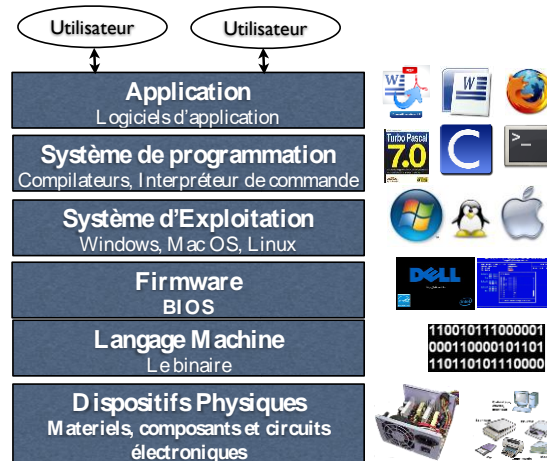 Utilisateur
Utilisateur
Application
Logiciels d'application
Système de programmation
Compilateurs, Interpréteur de commande
Système d'Exploitation
Windows, Mac OS, Linux
Firmware
BIOS
Langage Machine
Le binaire
Dispositifs Physiques
Materiels, composants et circuits
électroniques
W
W
Turbo Pascal
7.0
C
>_
DELL
110010111000001
000110000101101
110110101110000